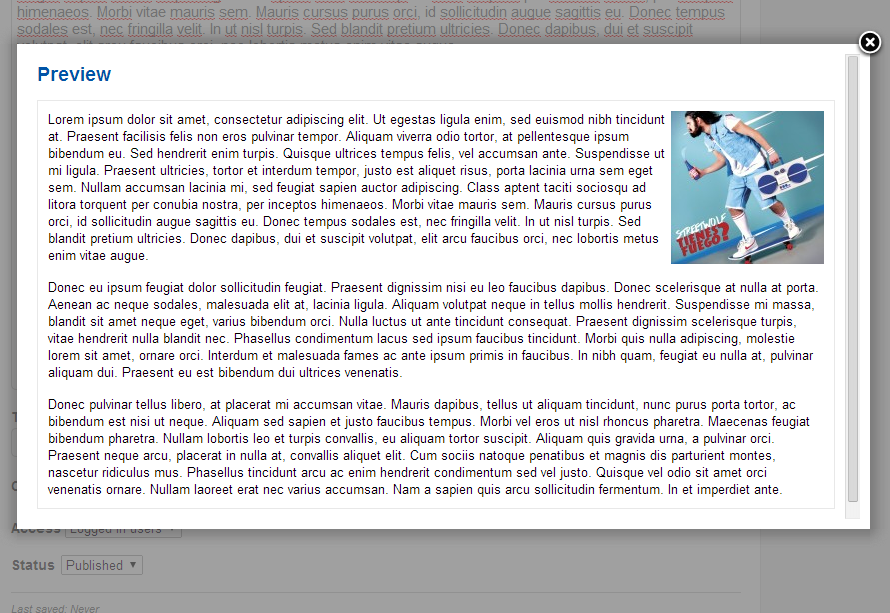 himenaeos. Morbi vitae mauris sem. Mauris cursus purus orci, id sollicitudin augue sagittis eu. Donec tempus
sodales est, nec fringilla velit. In ut nisl turpis. Sed blandit pretium ultricies. Donec dapibus, dui et suscipit
Preview
Lorem ipsum dolor sit amet, consectetur adipiscing elit. Ut egestas ligula enim, sed euismod nibh tincidunt
at. Praesent facilisis felis non eros pulvinar tempor. Aliquam viverra odio tortor, at pellentesque ipsum
bibendum eu. Sed hendrerit enim turpis. Quisque ultrices tempus felis, vel accumsan ante. Suspendisse ut
mi ligula. Praesent ultricies, tortor et interdum tempor, justo est aliquet risus, porta lacinia urna sem eget
sem. Nullam accumsan lacinia mi, sed feugiat sapien auctor adipiscing. Class aptent taciti sociosqu ad
litora torquent per conubia nostra, per inceptos himenaeos. Morbi vitae mauris sem. Mauris cursus purus
orci, id sollicitudin augue sagittis eu. Donec tempus sodales est, nec fringilla velit. In ut nisl turpis. Sed
blandit pretium ultricies. Donec dapibus, dui et suscipit volutpat, elit arcu faucibus orci, nec lobortis metus
enim vitae augue.
STREETWOLF
TIENES
FUEGO?
Donec eu ipsum feugiat dolor sollicitudin feugiat. Praesent dignissim nisi eu leo faucibus dapibus. Donec scelerisque at nulla at porta.
Aenean ac neque sodales, malesuada elit at, lacinia ligula. Aliquam volutpat neque in tellus mollis hendrerit. Suspendisse mi massa,
blandit sit amet neque eget, varius bibendum orci. Nulla luctus ut ante tincidunt consequat. Praesent dignissim scelerisque turpis,
vitae hendrerit nulla blandit nec. Phasellus condimentum lacus sed ipsum faucibus tincidunt. Morbi quis nulla adipiscing, molestie
lorem sit amet, ornare orci. Interdum et malesuada fames ac ante ipsum primis in faucibus. In nibh quam, feugiat eu nulla at, pulvinar
aliquam dui. Praesent eu est bibendum dui ultrices venenatis.
Donec pulvinar tellus libero, at placerat mi accumsan vitae. Mauris dapibus, tellus ut aliquam tincidunt, nunc purus porta tortor, ac
bibendum est nisi ut neque. Aliquam sed sapien et justo faucibus tempus. Morbi vel eros ut nisl rhoncus pharetra. Maecenas feugiat
bibendum pharetra. Nullam lobortis leo et turpis convallis, eu aliquam tortor suscipit. Aliquam quis gravida urna, a pulvinar orci.
Praesent neque arcu, placerat in nulla at, convallis aliquet elit. Cum sociis natoque penatibus et magnis dis parturient montes,
nascetur ridiculus mus. Phasellus tincidunt arcu ac enim hendrerit condimentum sed vel justo. Quisque vel odio sit amet orci
venenatis ornare. Nullam laoreet erat nec varius accumsan. Nam a sapien quis arcu sollicitudin fermentum. In et imperdiet ante.
Access Logged in users
Status Published
Last saved: Never